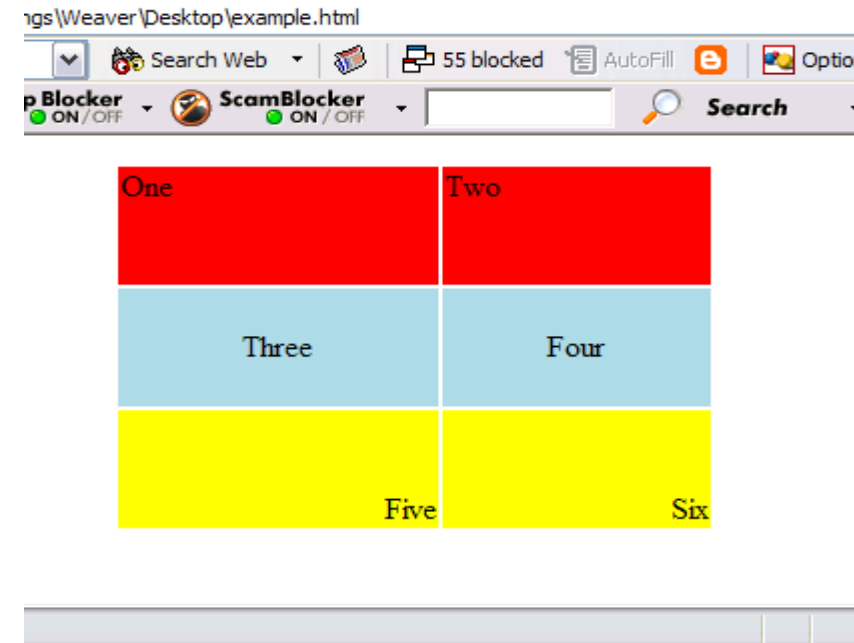 ngs\Weaver\Desktop\example.html
Search Web 55 blocked AutoFill Optio
p Blocker ON/OFF ScamBlocker ON/OFF Search
One Two
Three Four
Five Six